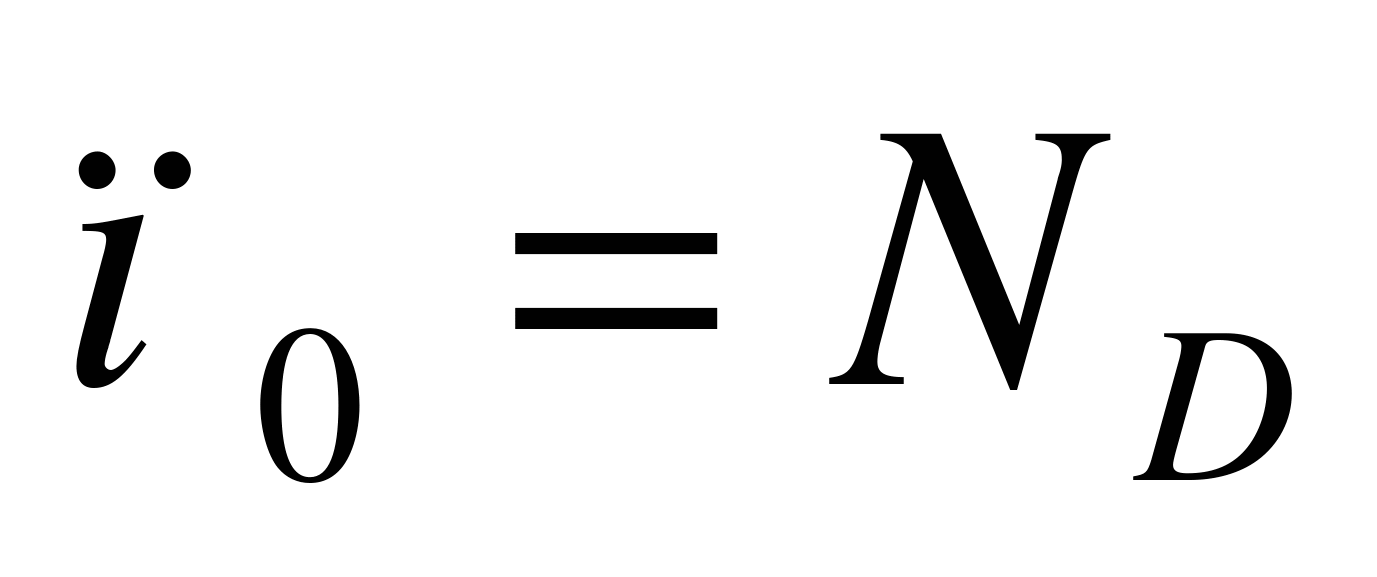 ï₀ = N_D